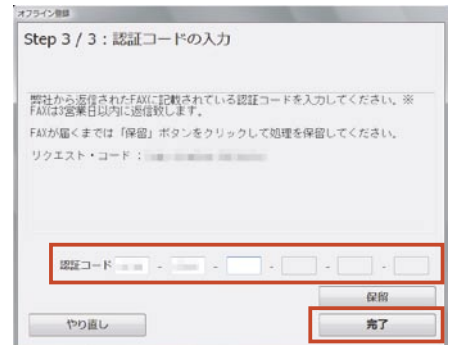 オフライン登録
Step 3 / 3：認証コードの入力
弊社から返信されたFAXに記載されている認証コードを入力してください。※
FAXは3営業日以内に返信致します。
FAXが届くまでは「保留」ボタンをクリックして処理を保留してください。
リクエスト・コード：
認証コード - - - - -
保留
やり直し 完了